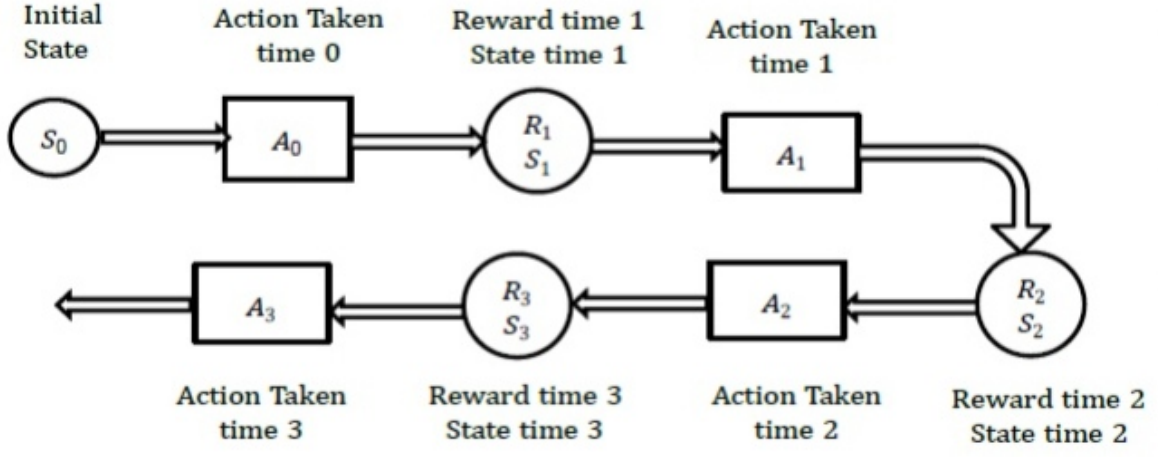 Initial
State
Action Taken
time 0
Reward time 1
State time 1
Action Taken
time 1
S₀
A₀
R₁
S₁
A₁
A₃
R₃
S₃
A₂
R₂
S₂
Action Taken
time 3
Reward time 3
State time 3
Action Taken
time 2
Reward time 2
State time 2